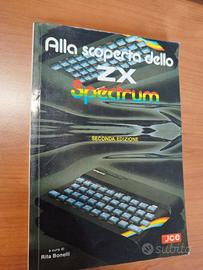 Alla scoperta dello
ZX
Spectrum
SECONDA EDIZIONE
a cura di
Rita Bonelli
JCE
subito